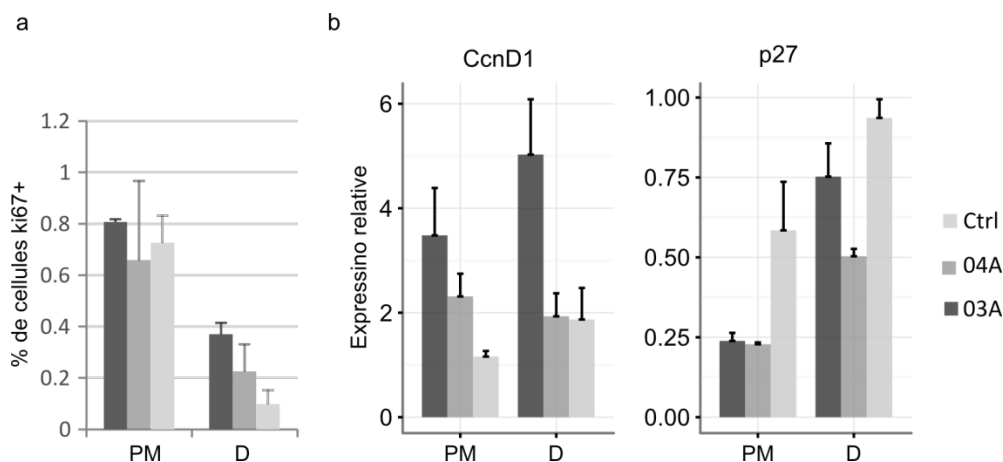 a
% de cellules ki67+
1.2
1
0.8
0.6
0.4
0.2
0
PM D
b
Expressino relative
CcnD1
6
4
2
0
PM D
p27
1.00
0.75
0.50
0.25
0.00
PM D
Ctrl
04A
03A